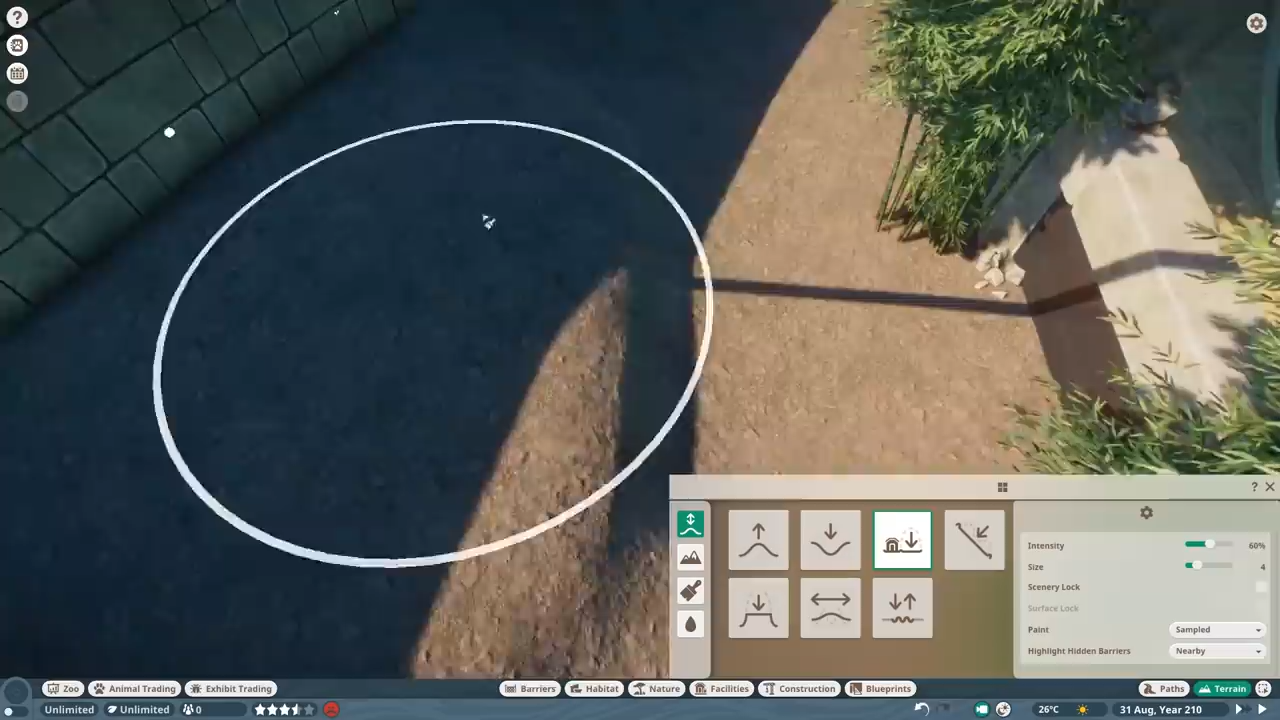 ?
?
Intensity 60%
Size 4
Scenery Lock
Surface Lock
Paint Sampled
Highlight Hidden Barriers Nearby
Zoo Animal Trading Exhibit Trading Barriers Habitat Nature Facilities Construction Blueprints Paths Terrain
Unlimited Unlimited 0 26°C 31 Aug, Year 210